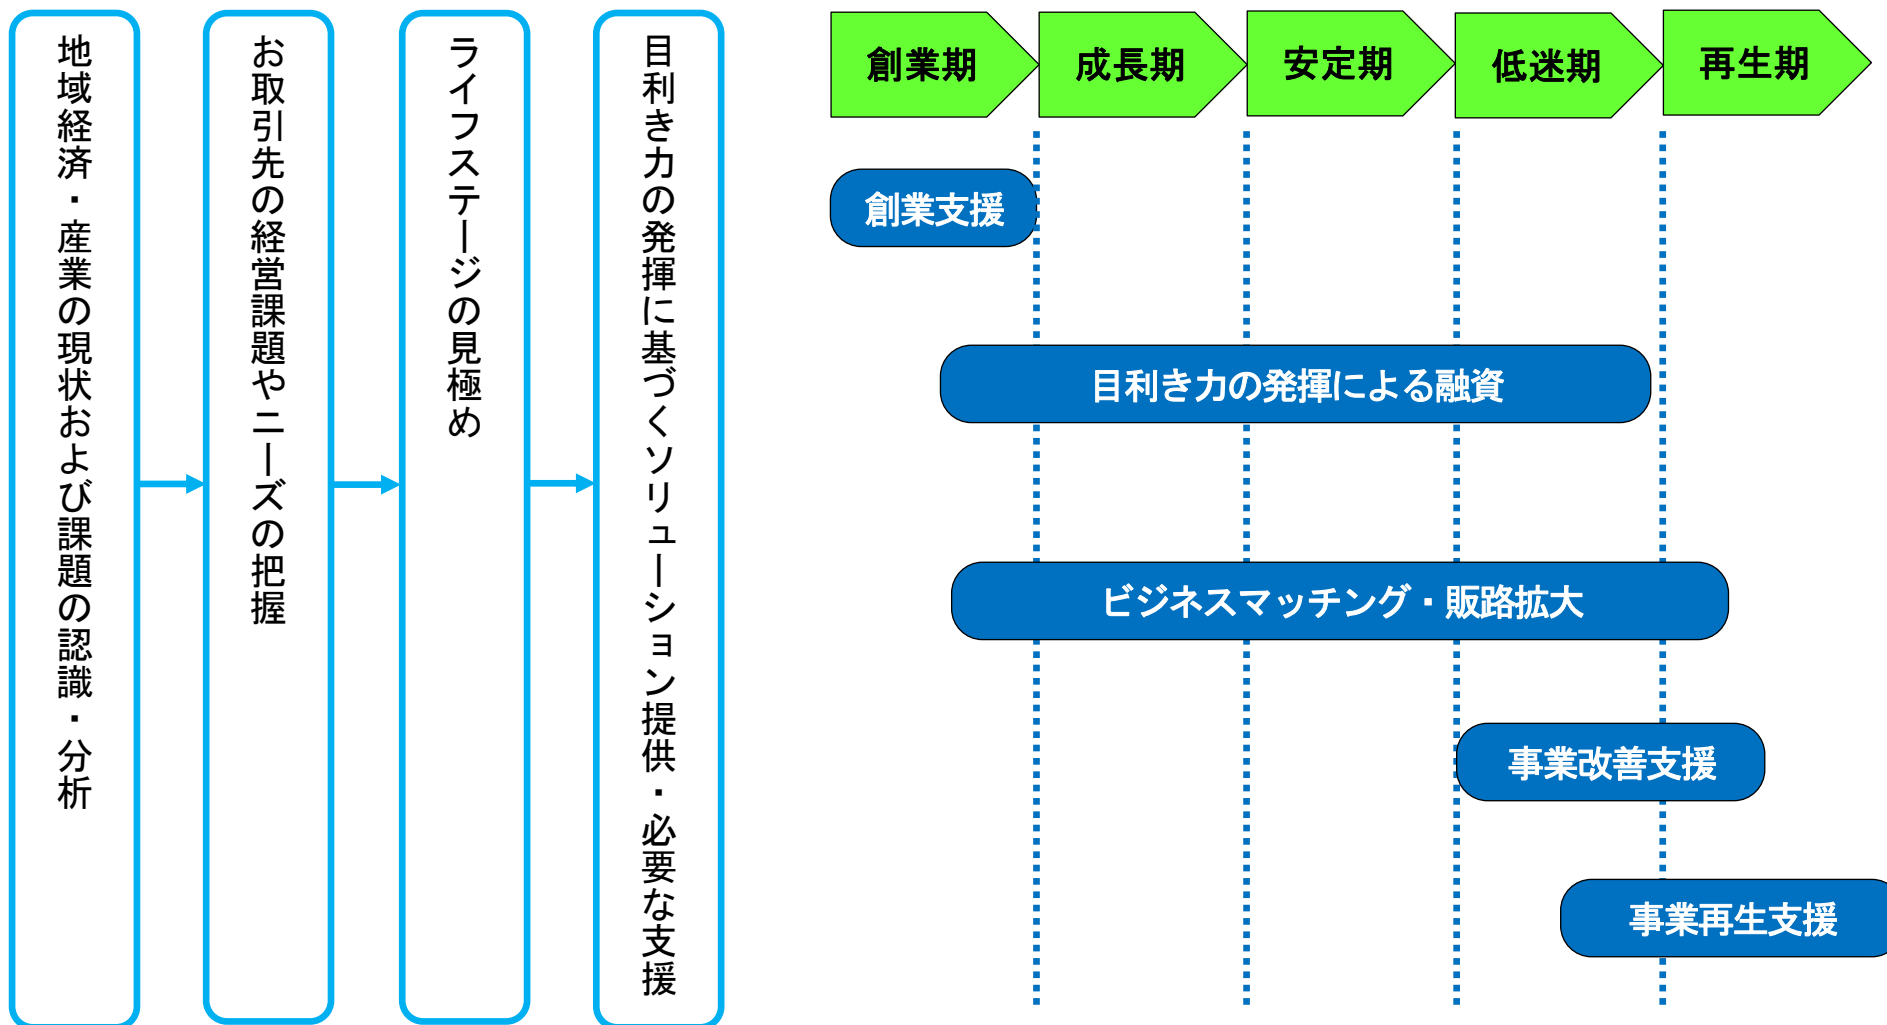 地域経済・産業の現状および課題の認識・分析
お取引先の経営課題やニーズの把握
ライフステージの見極め
目利き力の発揮に基づくソリューション提供・必要な支援
創業期
成長期
安定期
低迷期
再生期
創業支援
目利き力の発揮による融資
ビジネスマッチング・販路拡大
事業改善支援
事業再生支援